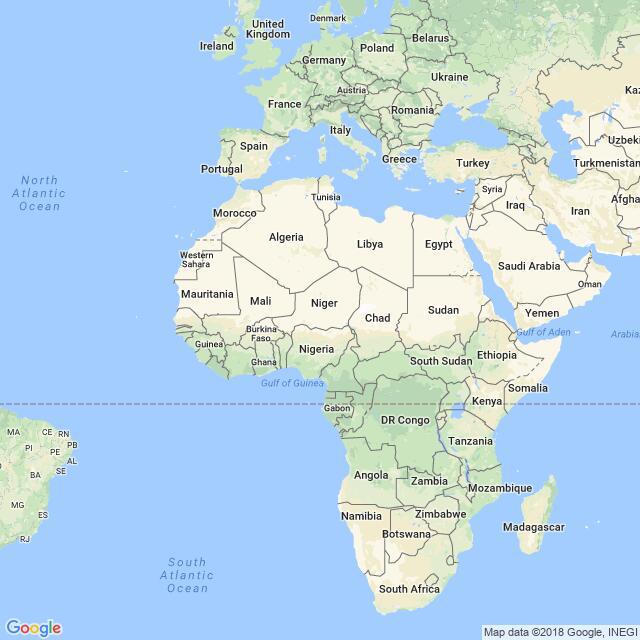 Denmark
United
Kingdom
Belarus
Poland
Ireland
Germany
Ukraine
Austria
Kaz
France
Romania
Italy
Uzbeki
Spain
Greece
Turkey
Turkmenistan
Portugal
North
Atlantic
Ocean
Syria
Tunisia
Afgha
Iraq
Iran
Morocco
Algeria
Libya
Egypt
Western
Sahara
Saudi Arabia
Oman
Mauritania
Mali
Niger
Chad
Sudan
Yemen
Burkina
Faso
Gulf of Aden
Arabia
Guinea
Nigeria
Ghana
South Sudan
Ethiopia
Gulf of Guinea
Somalia
Kenya
Gabon
DR Congo
MA
CE
RN
PB
PI
PE
AL
BA
SE
Tanzania
Angola
Zambia
Mozambique
MG
ES
Namibia
Zimbabwe
Madagascar
Botswana
RJ
South
Atlantic
Ocean
South Africa
Google
Map data ©2018 Google, INEGI